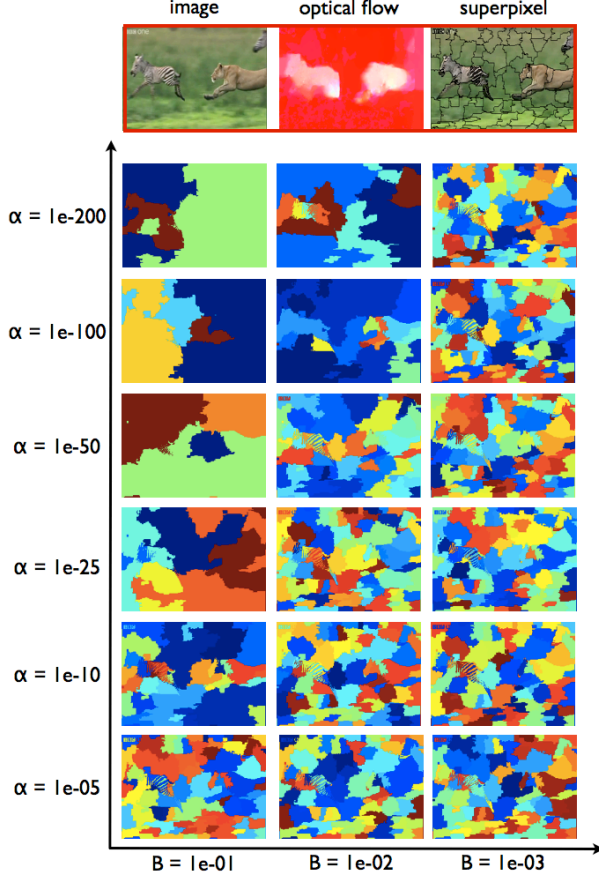 image optical flow superpixel
α = 1e-200
α = 1e-100
α = 1e-50
α = 1e-25
α = 1e-10
α = 1e-05
B = 1e-01 B = 1e-02 B = 1e-03